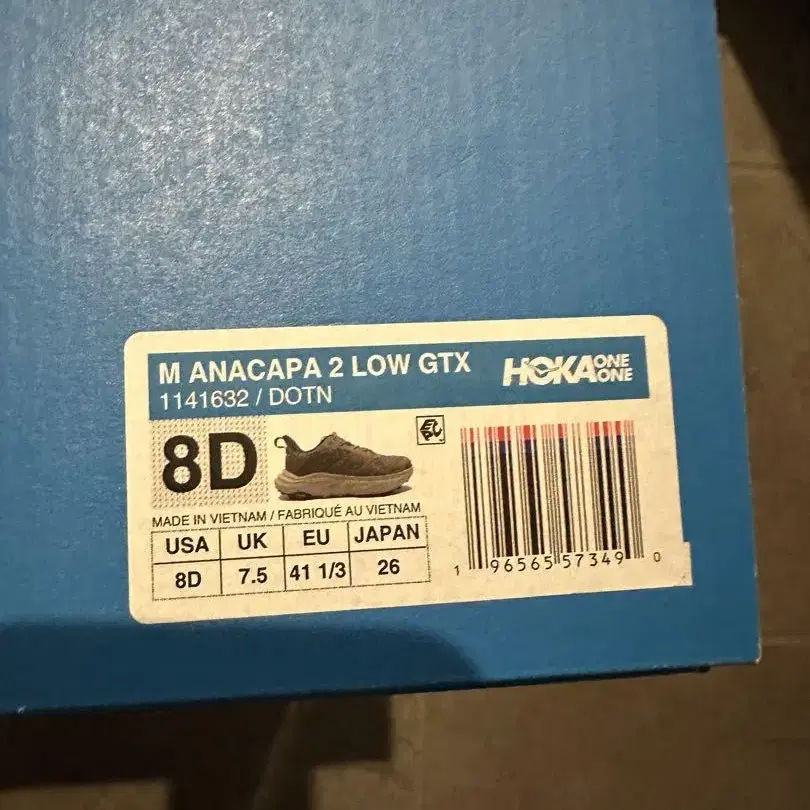 M ANACAPA 2 LOW GTX
1141632 / DOTN
HOKA ONE ONE
8D
MADE IN VIETNAM / FABRIQUÉ AU VIETNAM
USA UK EU JAPAN
8D 7.5 41 1/3 26
1 96565 57349 0